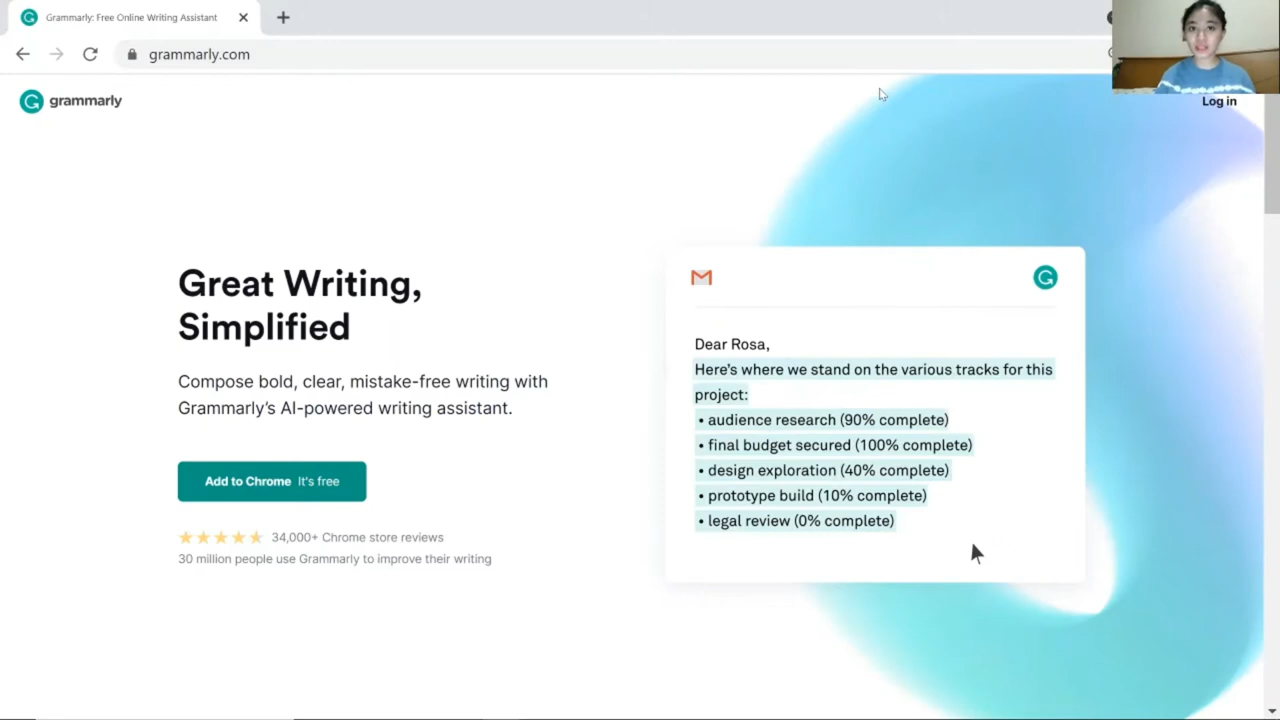 Grammarly: Free Online Writing Assistant
grammarly.com
grammarly
Log in
Great Writing,
Simplified
Compose bold, clear, mistake-free writing with
Grammarly's AI-powered writing assistant.
Add to Chrome It's free
34,000+ Chrome store reviews
30 million people use Grammarly to improve their writing
Dear Rosa,
Here's where we stand on the various tracks for this
project:
• audience research (90% complete)
• final budget secured (100% complete)
• design exploration (40% complete)
• prototype build (10% complete)
• legal review (0% complete)